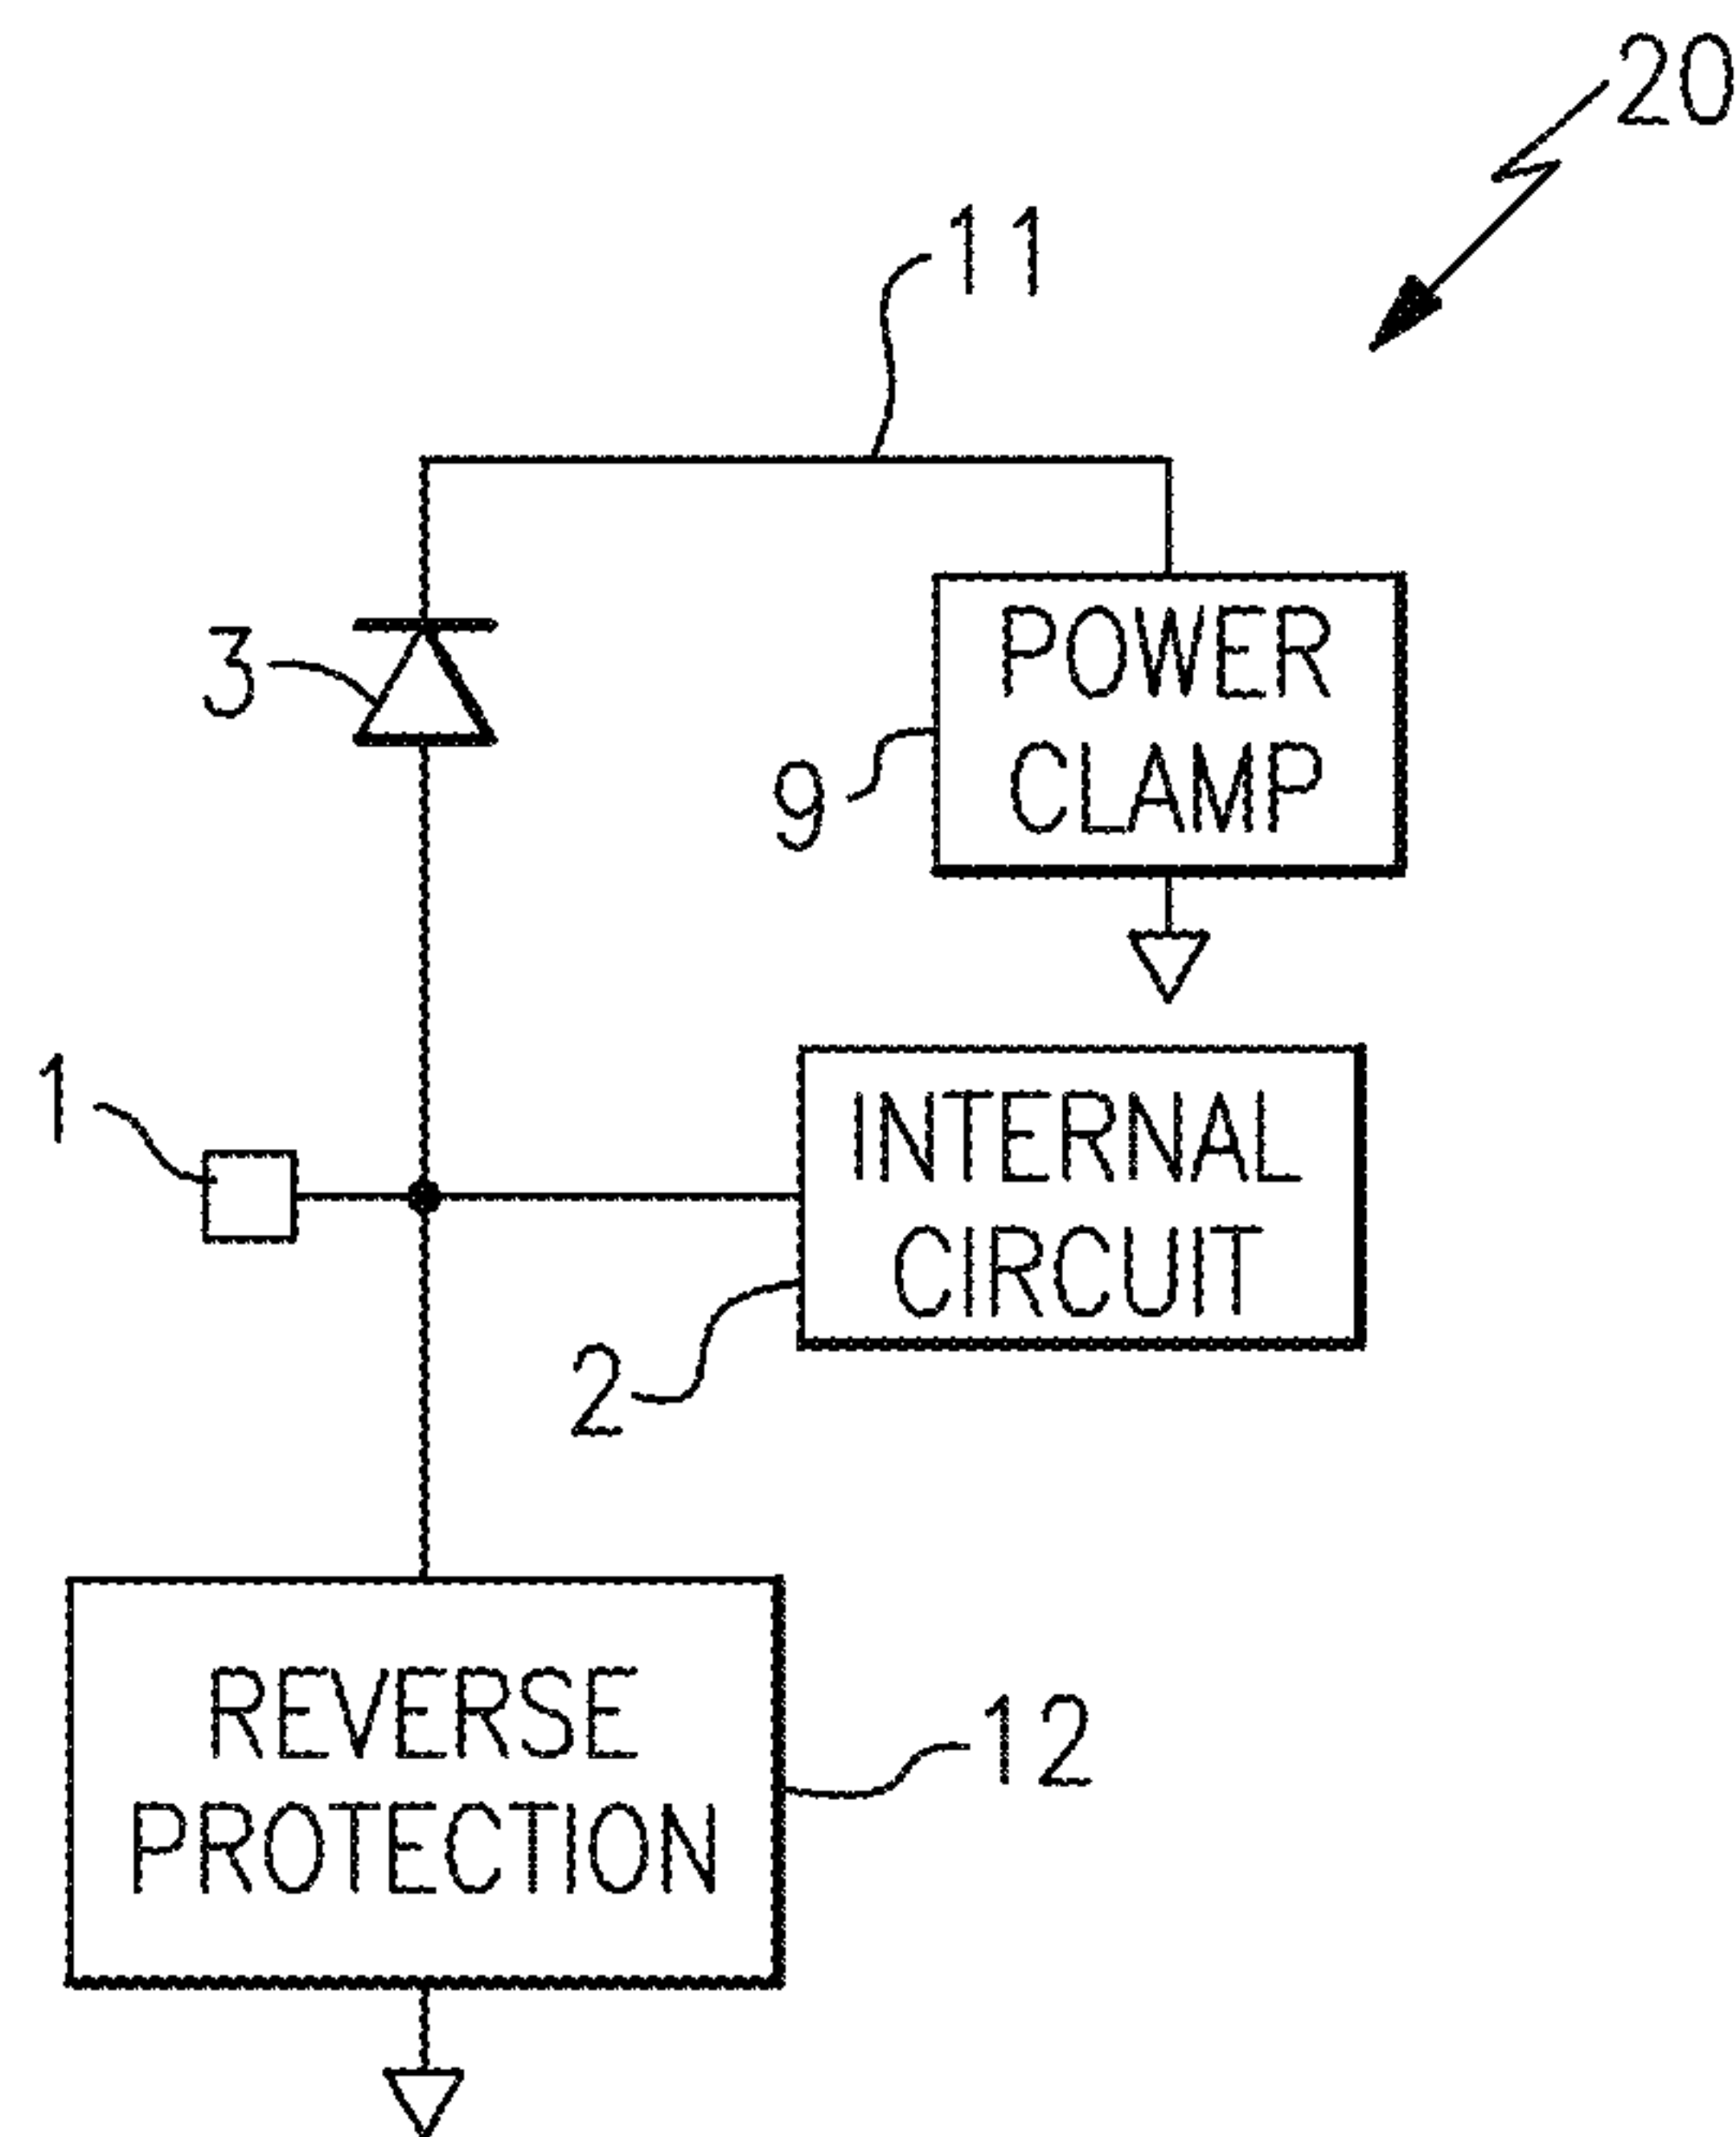 20
11
3
POWER
CLAMP
9
1
INTERNAL
CIRCUIT
2
REVERSE
PROTECTION
12